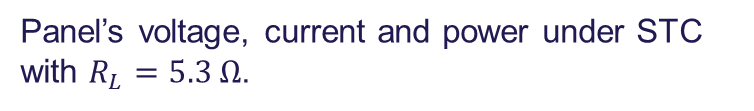 Panel’s voltage, current and power under STC
with R_L = 5.3 Ω.